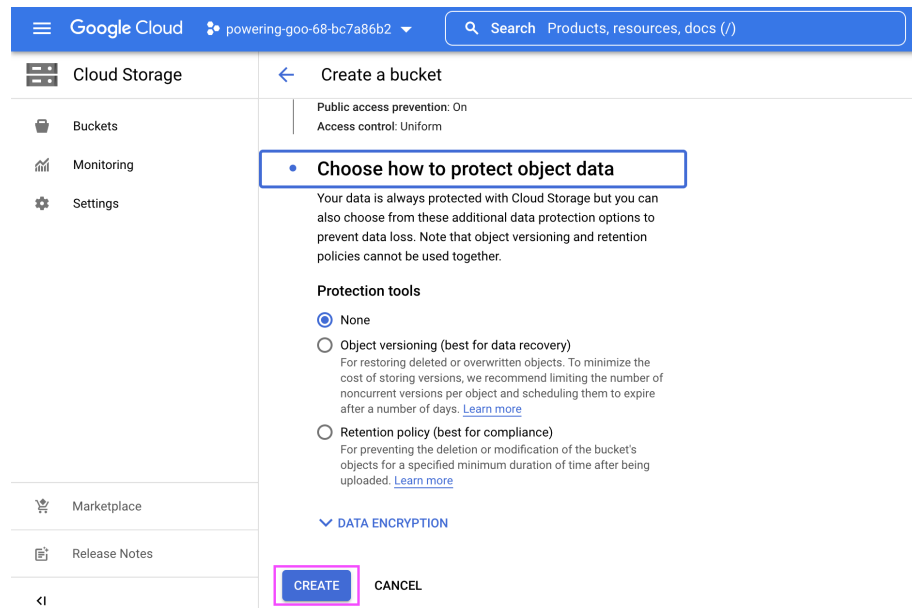 Google Cloud
powering-goo-68-bc7a86b2
Search Products, resources, docs (/)
Cloud Storage
Create a bucket
Buckets
Monitoring
Settings
Marketplace
Release Notes
Public access prevention: On
Access control: Uniform
Choose how to protect object data
Your data is always protected with Cloud Storage but you can
also choose from these additional data protection options to
prevent data loss. Note that object versioning and retention
policies cannot be used together.
Protection tools
None
Object versioning (best for data recovery)
For restoring deleted or overwritten objects. To minimize the
cost of storing versions, we recommend limiting the number of
noncurrent versions per object and scheduling them to expire
after a number of days. Learn more
Retention policy (best for compliance)
For preventing the deletion or modification of the bucket's
objects for a specified minimum duration of time after being
uploaded. Learn more
DATA ENCRYPTION
CREATE
CANCEL